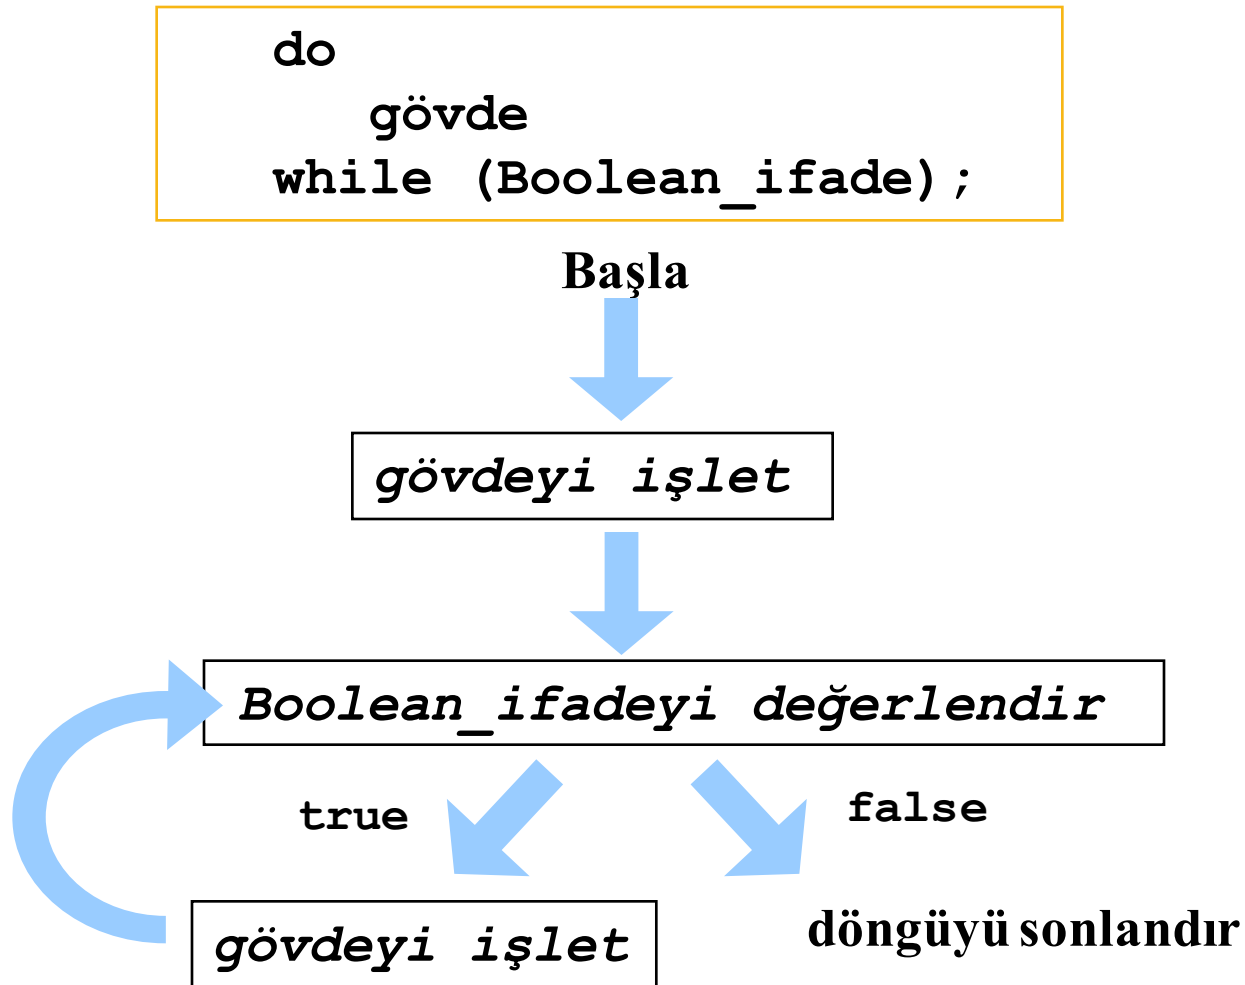 do
gövde
while (Boolean_ifade);
Başla
gövdeyi işlet
Boolean_ifadeyi değerlendir
true
false
gövdeyi işlet
döngüyü sonlandır